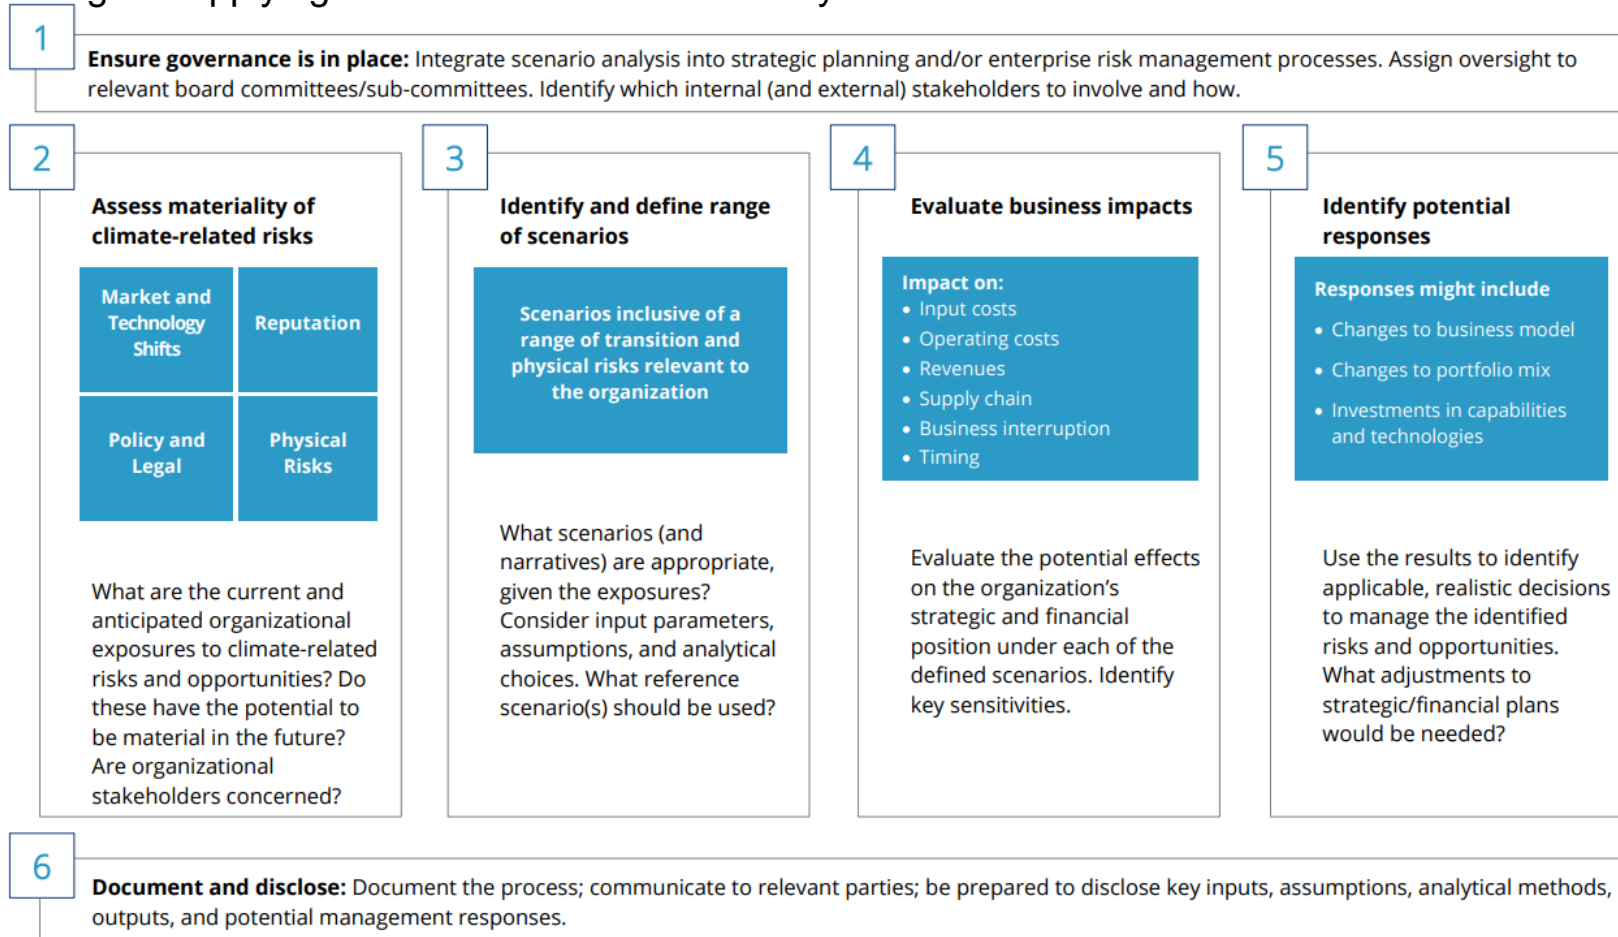 1
Ensure governance is in place: Integrate scenario analysis into strategic planning and/or enterprise risk management processes. Assign oversight to
relevant board committees/sub-committees. Identify which internal (and external) stakeholders to involve and how.
2
Assess materiality of
climate-related risks
Market and
Technology
Shifts
Reputation
Policy and
Legal
Physical
Risks
What are the current and
anticipated organizational
exposures to climate-related
risks and opportunities? Do
these have the potential to
be material in the future?
Are organizational
stakeholders concerned?
3
Identify and define range
of scenarios
Scenarios inclusive of a
range of transition and
physical risks relevant to
the organization
What scenarios (and
narratives) are appropriate,
given the exposures?
Consider input parameters,
assumptions, and analytical
choices. What reference
scenario(s) should be used?
4
Evaluate business impacts
Impact on:
• Input costs
• Operating costs
• Revenues
• Supply chain
• Business interruption
• Timing
Evaluate the potential effects
on the organization’s
strategic and financial
position under each of the
defined scenarios. Identify
key sensitivities.
5
Identify potential
responses
Responses might include
• Changes to business model
• Changes to portfolio mix
• Investments in capabilities
and technologies
Use the results to identify
applicable, realistic decisions
to manage the identified
risks and opportunities.
What adjustments to
strategic/financial plans
would be needed?
6
Document and disclose: Document the process; communicate to relevant parties; be prepared to disclose key inputs, assumptions, analytical methods,
outputs, and potential management responses.